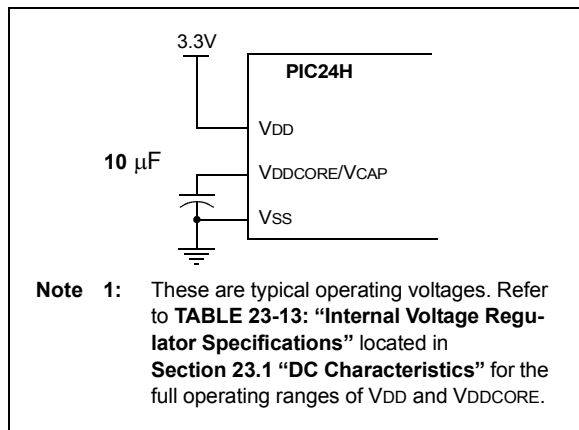 3.3V
PIC24H
VDD
10 μF
VDDCORE/VCAP
VSS
Note 1: These are typical operating voltages. Refer
to TABLE 23-13: “Internal Voltage Regu-
lator Specifications” located in
Section 23.1 “DC Characteristics” for the
full operating ranges of VDD and VDDCORE.